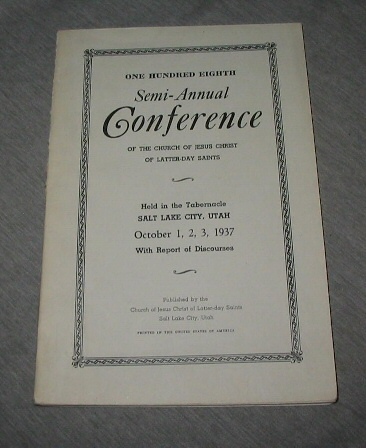 ONE HUNDRED EIGHTH
Semi-Annual
Conference
OF THE CHURCH OF JESUS CHRIST
OF LATTER-DAY SAINTS
Held in the Tabernacle
SALT LAKE CITY, UTAH
October 1, 2, 3, 1937
With Report of Discourses
Published by the
Church of Jesus Christ of Latter-day Saints
Salt Lake City, Utah
PRINTED IN THE UNITED STATES OF AMERICA